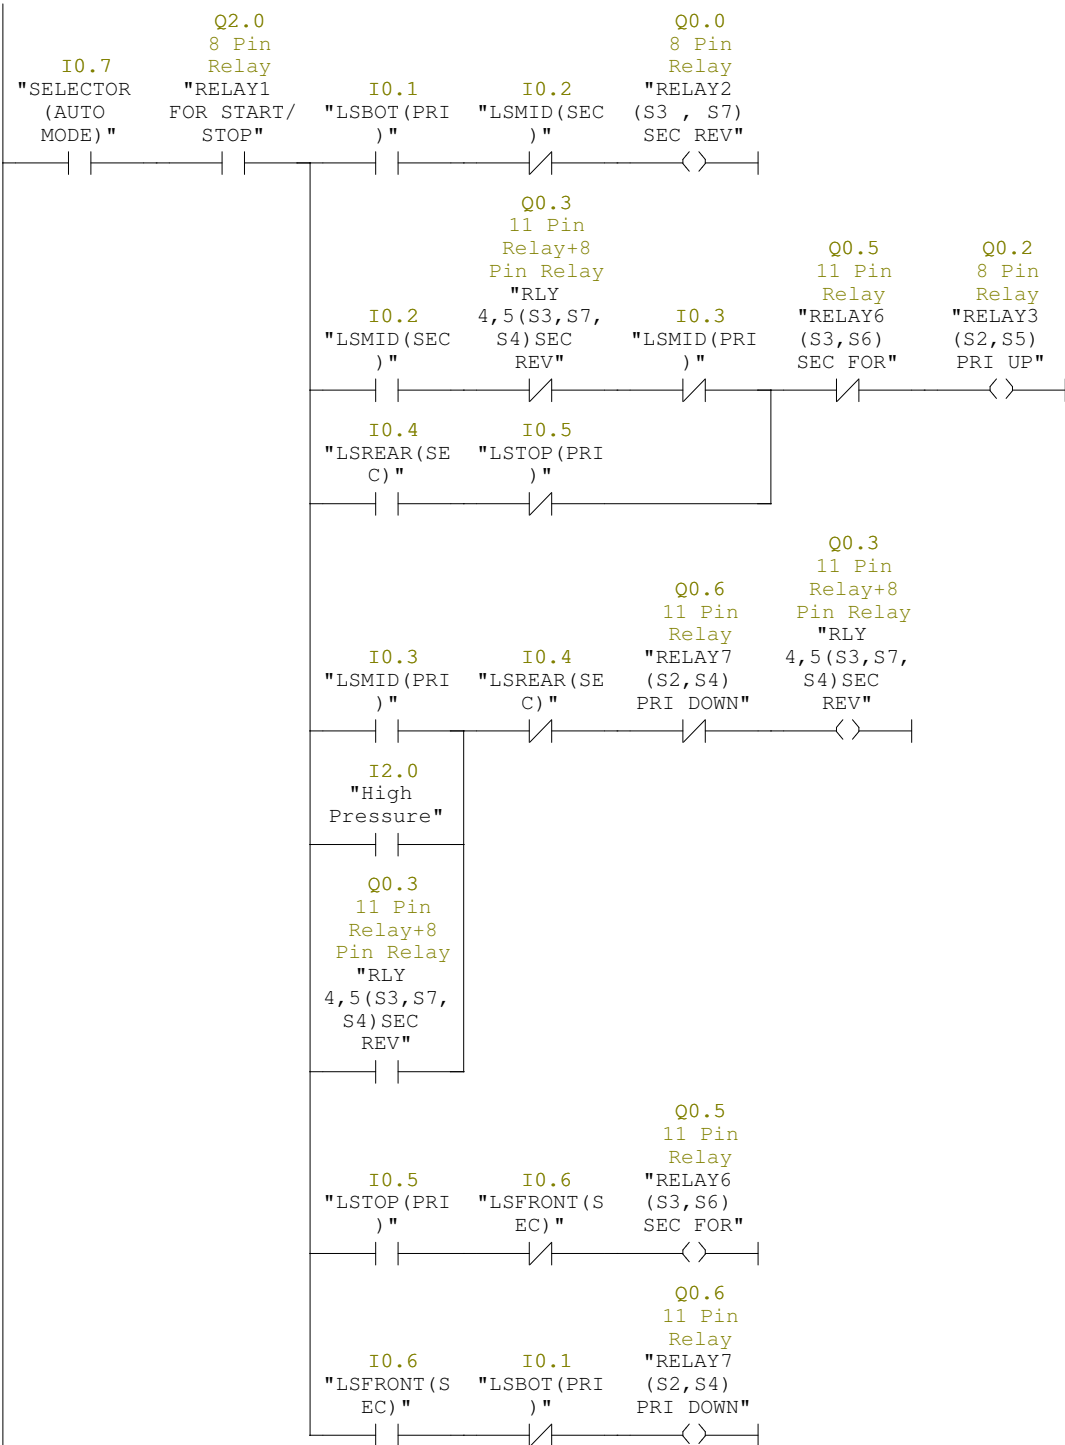 Q2.0
8 Pin
Relay
I0.7
"SELECTOR
(AUTO
MODE)"
"RELAY1
FOR START/
STOP"
I0.1
"LSBOT(PRI
)"
I0.2
"LSMID(SEC
)"
Q0.0
8 Pin
Relay
"RELAY2
(S3 , S7)
SEC REV"
I0.2
"LSMID(SEC
)"
Q0.3
11 Pin
Relay+8
Pin Relay
"RLY
4,5(S3,S7,
S4)SEC
REV"
I0.3
"LSMID(PRI
)"
Q0.5
11 Pin
Relay
"RELAY6
(S3,S6)
SEC FOR"
Q0.2
8 Pin
Relay
"RELAY3
(S2,S5)
PRI UP"
I0.4
"LSREAR(SE
C)"
I0.5
"LSTOP(PRI
)"
I0.3
"LSMID(PRI
)"
I0.4
"LSREAR(SE
C)"
Q0.6
11 Pin
Relay
"RELAY7
(S2,S4)
PRI DOWN"
Q0.3
11 Pin
Relay+8
Pin Relay
"RLY
4,5(S3,S7,
S4)SEC
REV"
I2.0
"High
Pressure"
Q0.3
11 Pin
Relay+8
Pin Relay
"RLY
4,5(S3,S7,
S4)SEC
REV"
I0.5
"LSTOP(PRI
)"
I0.6
"LSFRONT(S
EC)"
Q0.5
11 Pin
Relay
"RELAY6
(S3,S6)
SEC FOR"
I0.6
"LSFRONT(S
EC)"
I0.1
"LSBOT(PRI
)"
Q0.6
11 Pin
Relay
"RELAY7
(S2,S4)
PRI DOWN"